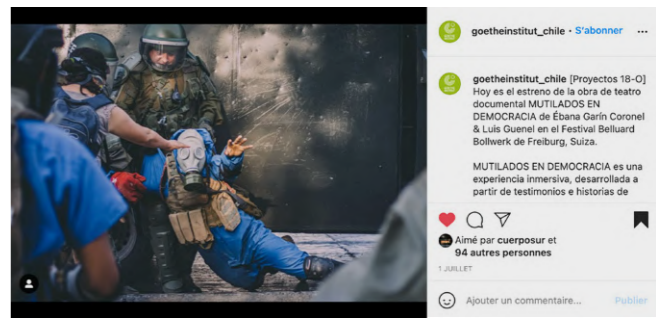 goetheinstitut_chile • S'abonner ...
goetheinstitut_chile [Proyectos 18-O]
Hoy es el estreno de la obra de teatro
documental MUTILADOS EN
DEMOCRACIA de Ébana Garín Coronel
& Luis Guenel en el Festival Belluard
Bollwerk de Freiburg, Suiza.
MUTILADOS EN DEMOCRACIA es una
experiencia inmersiva, desarrollada a
partir de testimonios e historias de
Aimé par cuerposur et
94 autres personnes
1 JUILLET
Ajouter un commentaire...
Publier